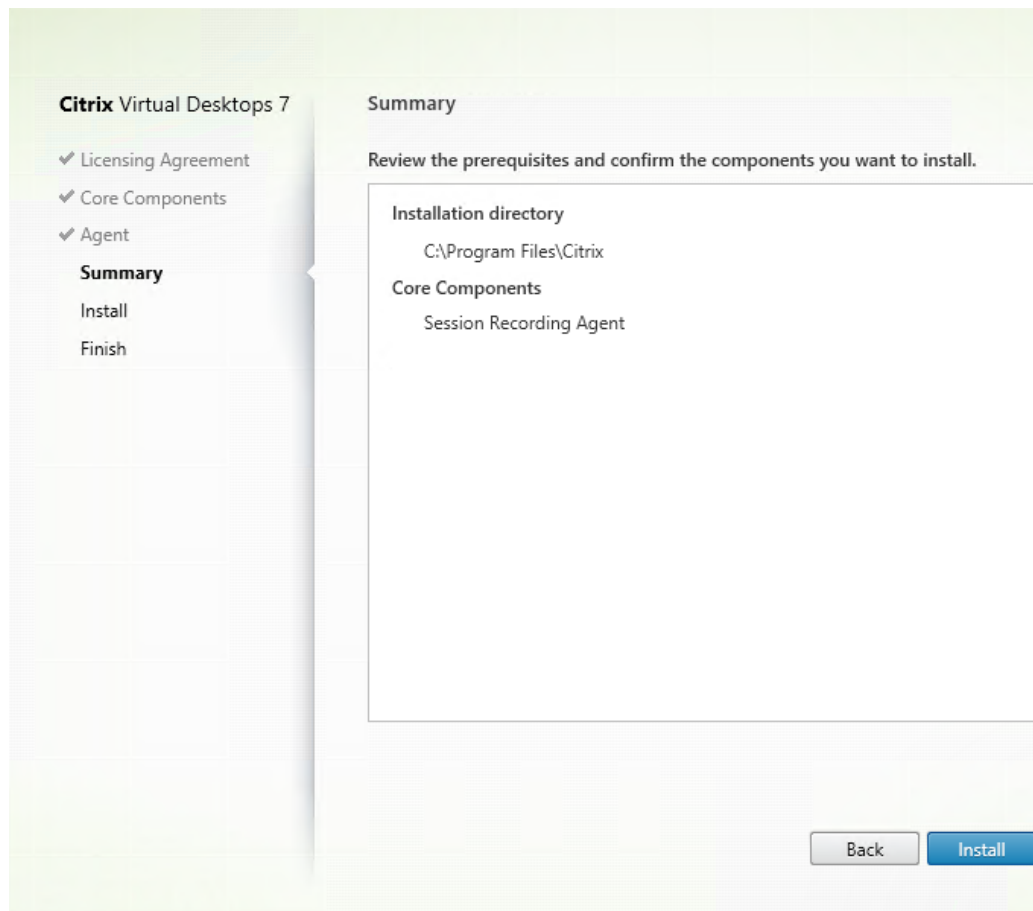 Citrix Virtual Desktops 7
Licensing Agreement
Core Components
Agent
Summary
Install
Finish
Summary
Review the prerequisites and confirm the components you want to install.
Installation directory
C:\Program Files\Citrix
Core Components
Session Recording Agent
Back
Install